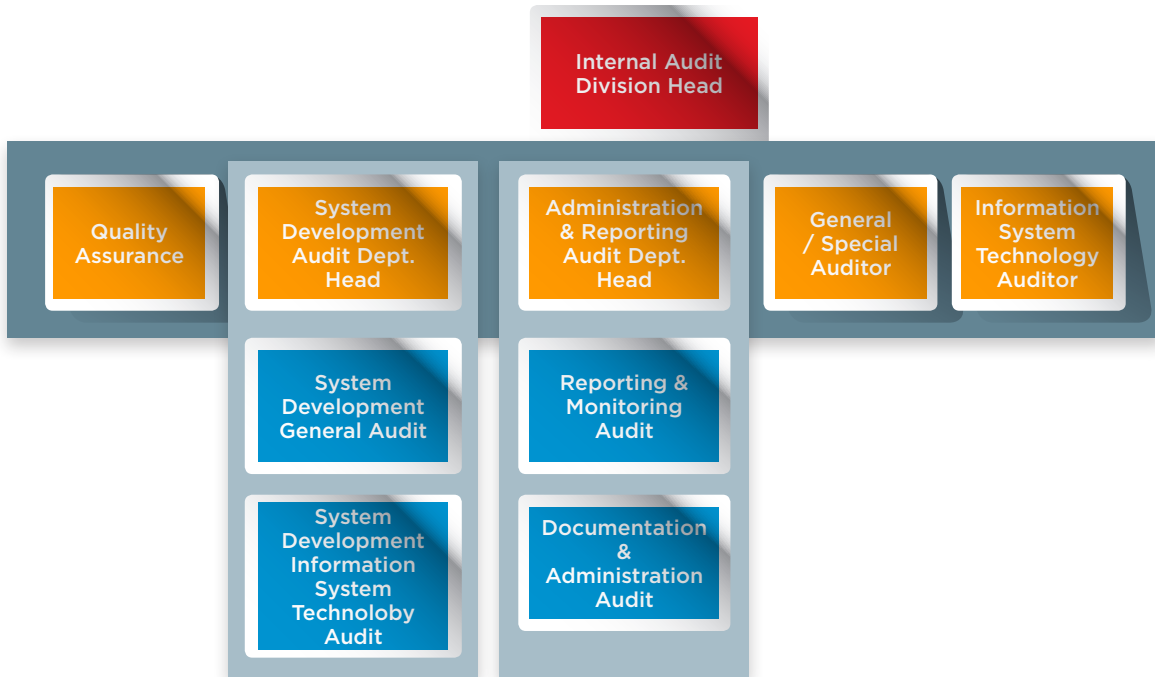 Internal Audit
Division Head
Quality
Assurance
System
Development
Audit Dept.
Head
Administration
& Reporting
Audit Dept.
Head
General
/ Special
Auditor
Information
System
Technology
Auditor
System
Development
General Audit
Reporting &
Monitoring
Audit
System
Development
Information
System
Technoloby
Audit
Documentation
&
Administration
Audit